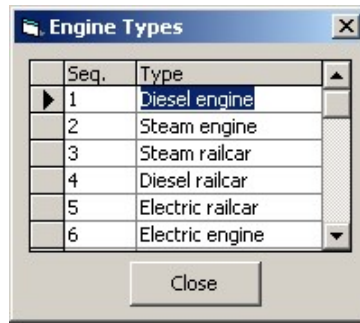 Engine Types
Seq. Type
1 Diesel engine
2 Steam engine
3 Steam railcar
4 Diesel railcar
5 Electric railcar
6 Electric engine
Close